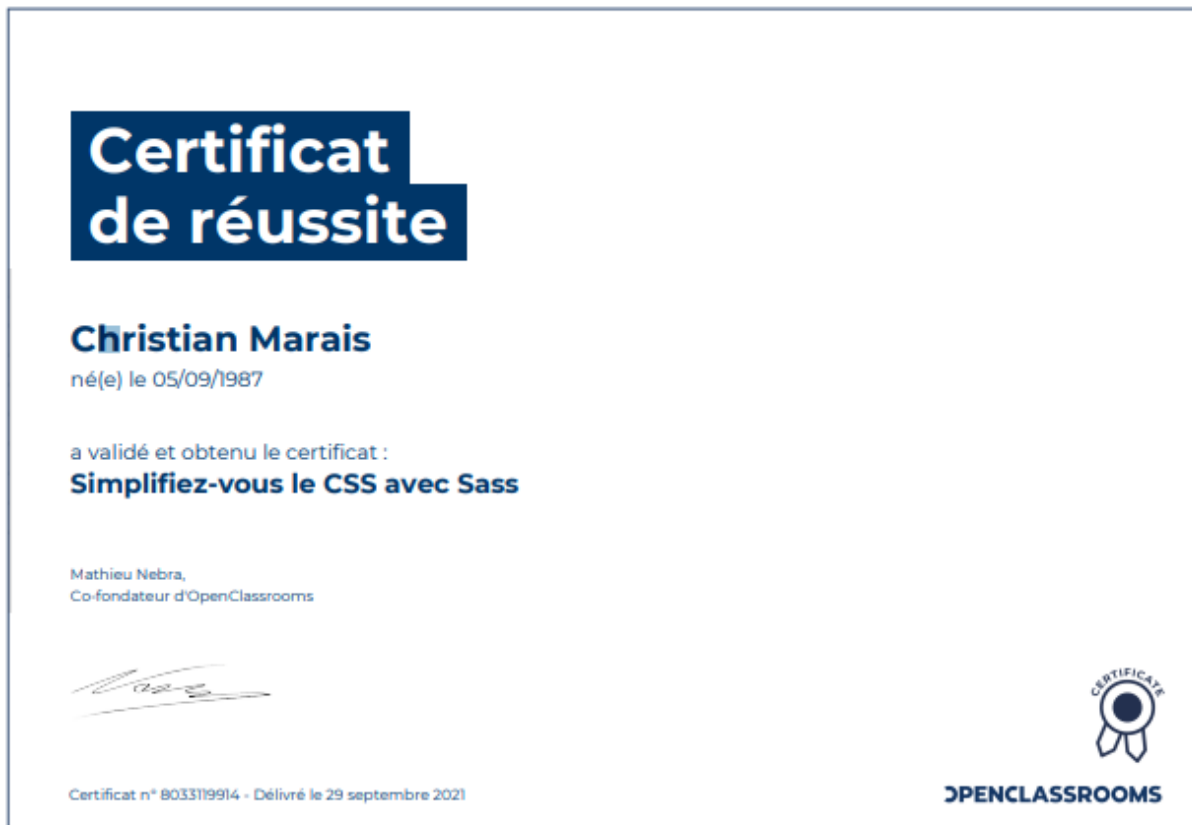 Certificat
de réussite
Christian Marais
né(e) le 05/09/1987
a validé et obtenu le certificat :
Simplifiez-vous le CSS avec Sass
Mathieu Nebra,
Co-fondateur d'OpenClassrooms
CERTIFICATE
Certificat n° 8033119914 - Délivré le 29 septembre 2021
OPENCLASSROOMS